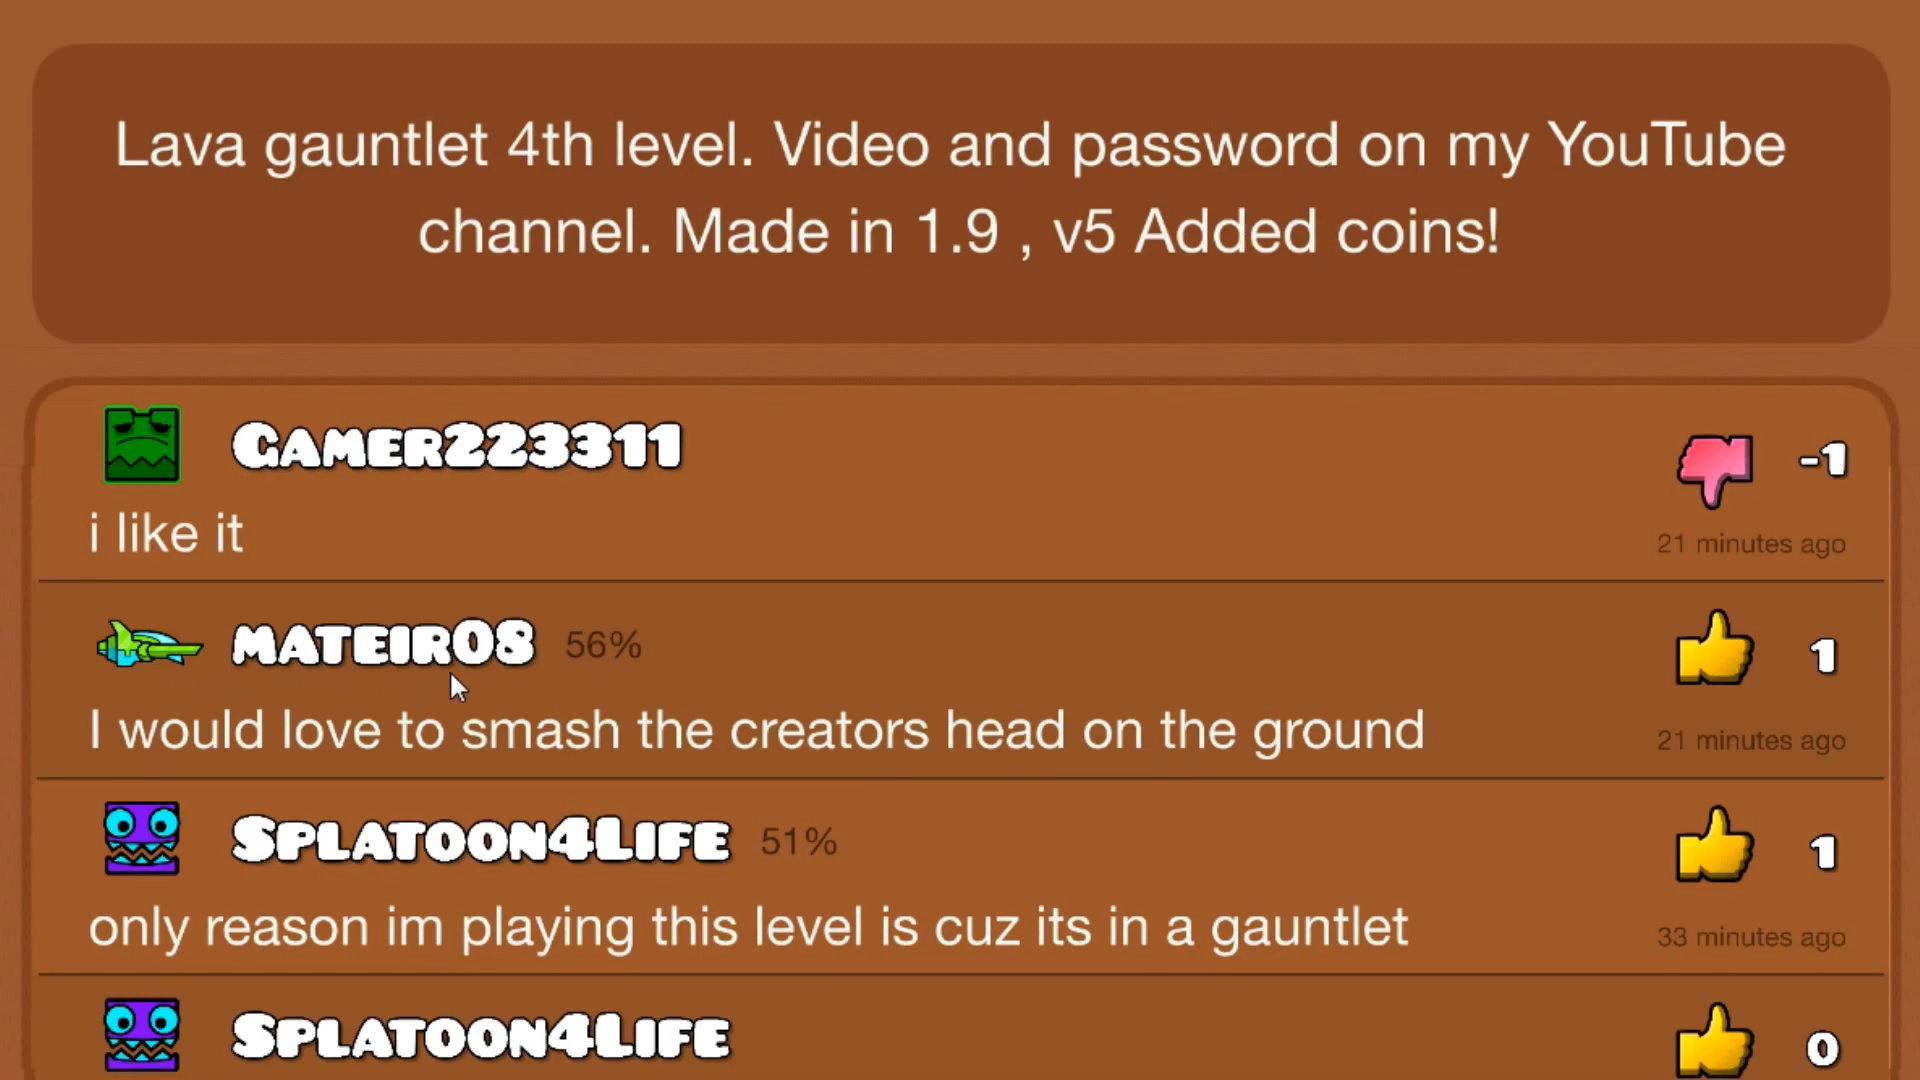 Lava gauntlet 4th level. Video and password on my YouTube
channel. Made in 1.9 , v5 Added coins!
Gamer223311
-1
i like it
21 minutes ago
mateir08 56%
1
I would love to smash the creators head on the ground
21 minutes ago
Splatoon4Life 51%
1
only reason im playing this level is cuz its in a gauntlet
33 minutes ago
Splatoon4Life
0